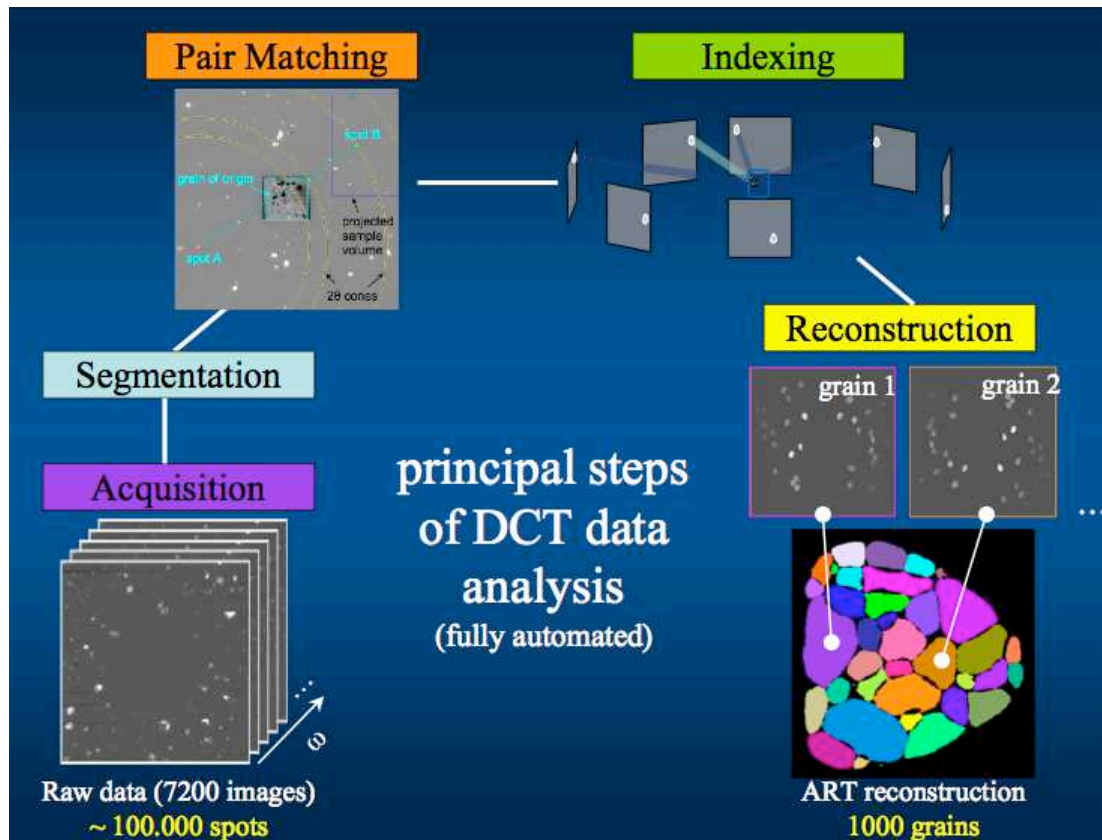 Pair Matching
Indexing
spot B
grain of origin
projected
sample
volume
spot A
2θ cones
Segmentation
Reconstruction
grain 1
grain 2
...
Acquisition
principal steps
of DCT data
analysis
(fully automated)
...
ω
Raw data (7200 images)
~ 100.000 spots
ART reconstruction
1000 grains